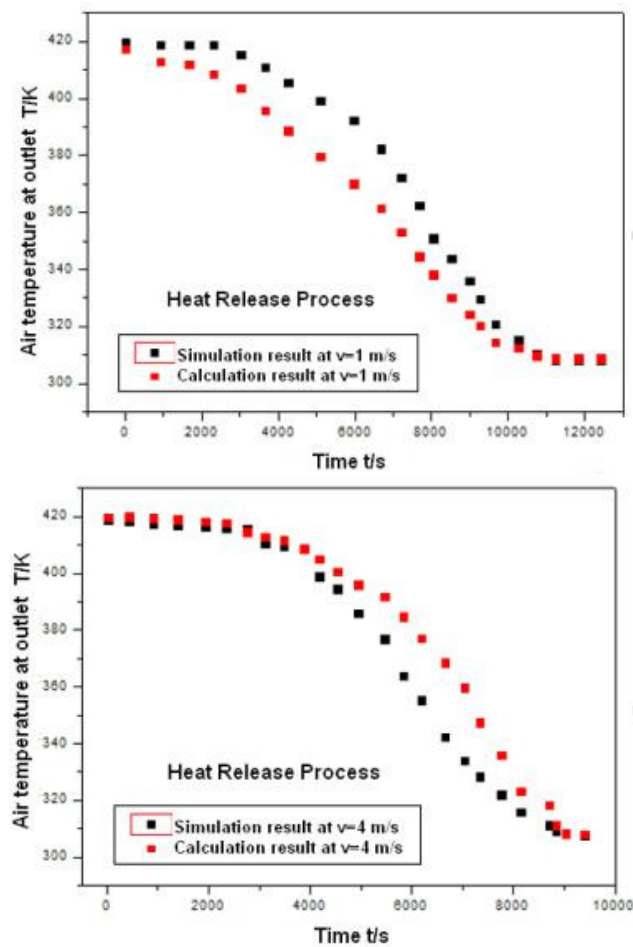 Air temperature at outlet T/K
420
400
380
360
340
320
300
Heat Release Process
Simulation result at v=1 m/s
Calculation result at v=1 m/s
0
2000
4000
6000
8000
10000
12000
Time t/s
Air temperature at outlet T/K
420
400
380
360
340
320
300
Heat Release Process
Simulation result at v=4 m/s
Calculation result at v=4 m/s
0
2000
4000
6000
8000
10000
Time t/s